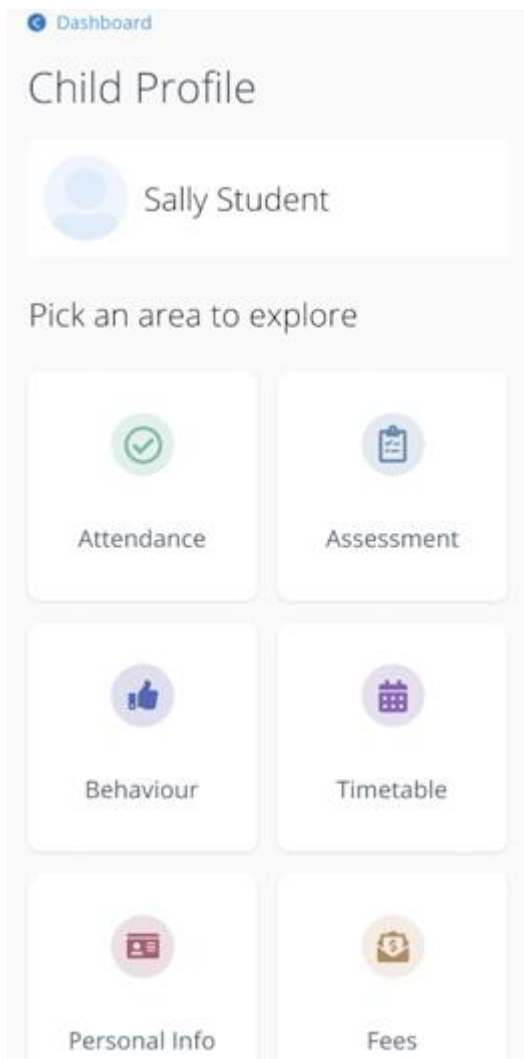 Dashboard
Child Profile
Sally Student
Pick an area to explore
Attendance
Assessment
Behaviour
Timetable
Personal Info
Fees